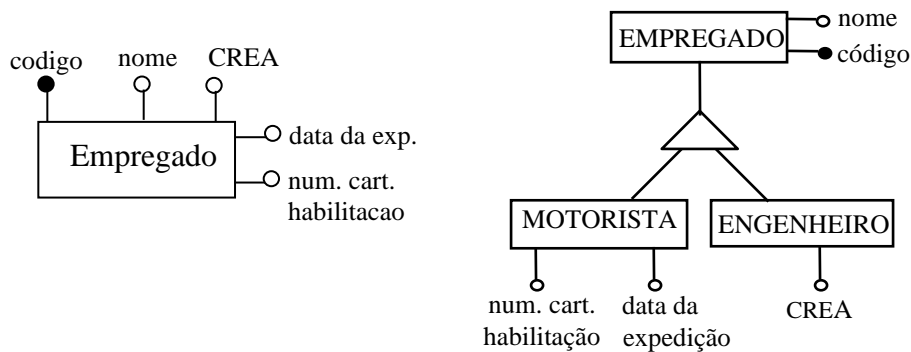 codigo
nome
CREA
Empregado
data da exp.
num. cart.
habilitacao
EMPREGADO
nome
código
MOTORISTA
ENGENHEIRO
num. cart.
habilitação
data da
expedição
CREA